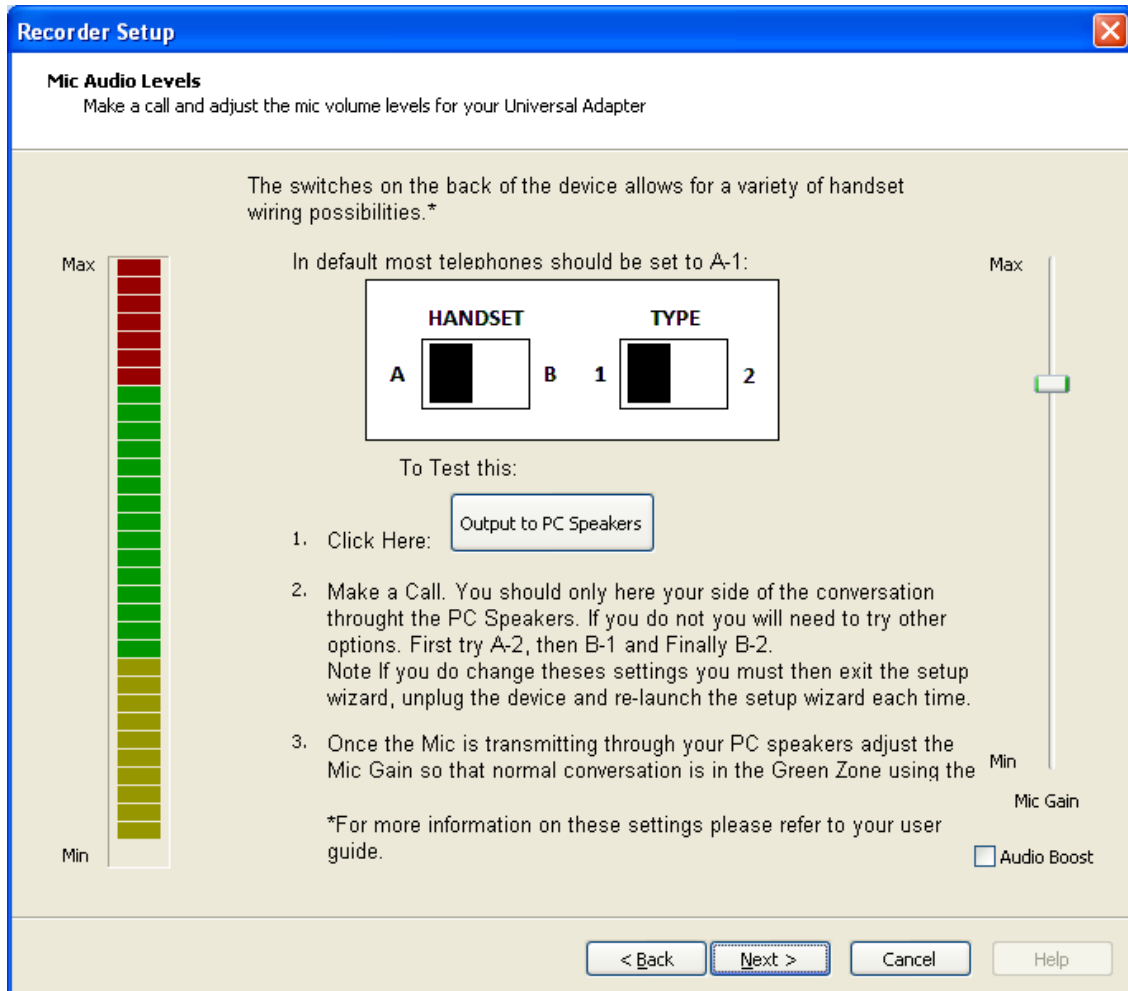 Recorder Setup
Mic Audio Levels
Make a call and adjust the mic volume levels for your Universal Adapter
The switches on the back of the device allows for a variety of handset
wiring possibilities.*
Max
In default most telephones should be set to A-1:
Max
HANDSET TYPE
A B 1 2
To Test this:
1. Click Here: Output to PC Speakers
2. Make a Call. You should only here your side of the conversation
throught the PC Speakers. If you do not you will need to try other
options. First try A-2, then B-1 and Finally B-2.
Note If you do change theses settings you must then exit the setup
wizard, unplug the device and re-launch the setup wizard each time.
3. Once the Mic is transmitting through your PC speakers adjust the
Mic Gain so that normal conversation is in the Green Zone using the
Min
Mic Gain
*For more information on these settings please refer to your user
guide.
Min
Audio Boost
< Back Next > Cancel Help